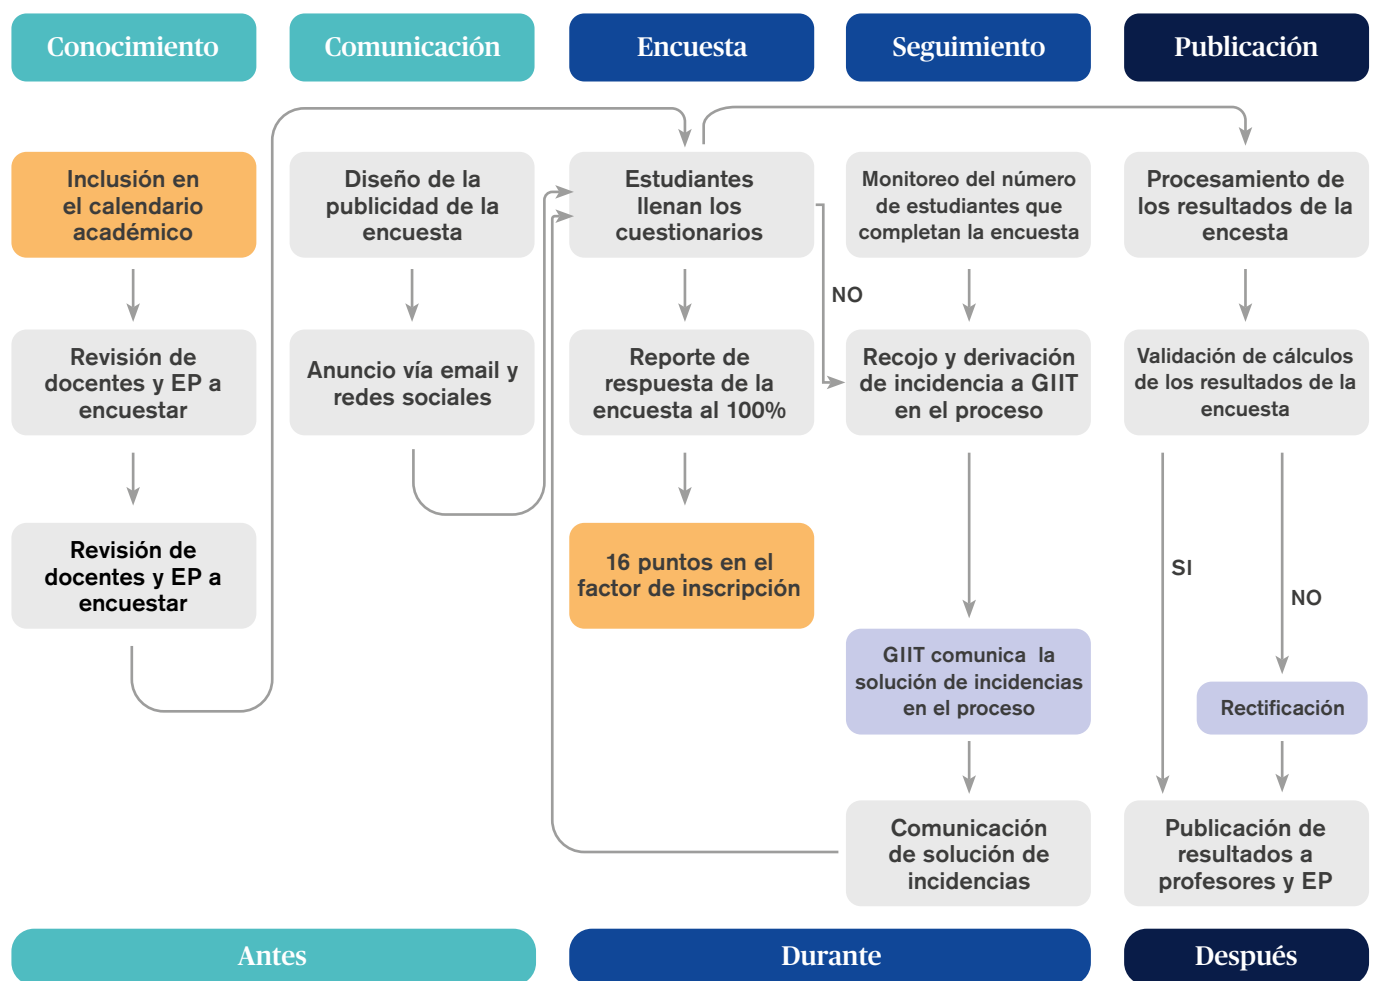 Conocimiento
Comunicación
Encuesta
Seguimiento
Publicación
Inclusión en
el calendario
académico
Revisión de
docentes y EP a
encuestar
Revisión de
docentes y EP a
encuestar
Diseño de la
publicidad de la
encuesta
Anuncio vía email y
redes sociales
Estudiantes
llenan los
cuestionarios
Reporte de
respuesta de la
encuesta al 100%
16 puntos en el
factor de inscripción
NO
Monitoreo del número
de estudiantes que
completan la encuesta
Recojo y derivación
de incidencia a GIIT
en el proceso
GIIT comunica  la
solución de incidencias
en el proceso
Comunicación
de solución de
incidencias
Procesamiento de
los resultados de la
encesta
Validación de cálculos
de los resultados de la
encuesta
SI
NO
Rectificación
Publicación de
resultados a
profesores y EP
Antes
Durante
Después